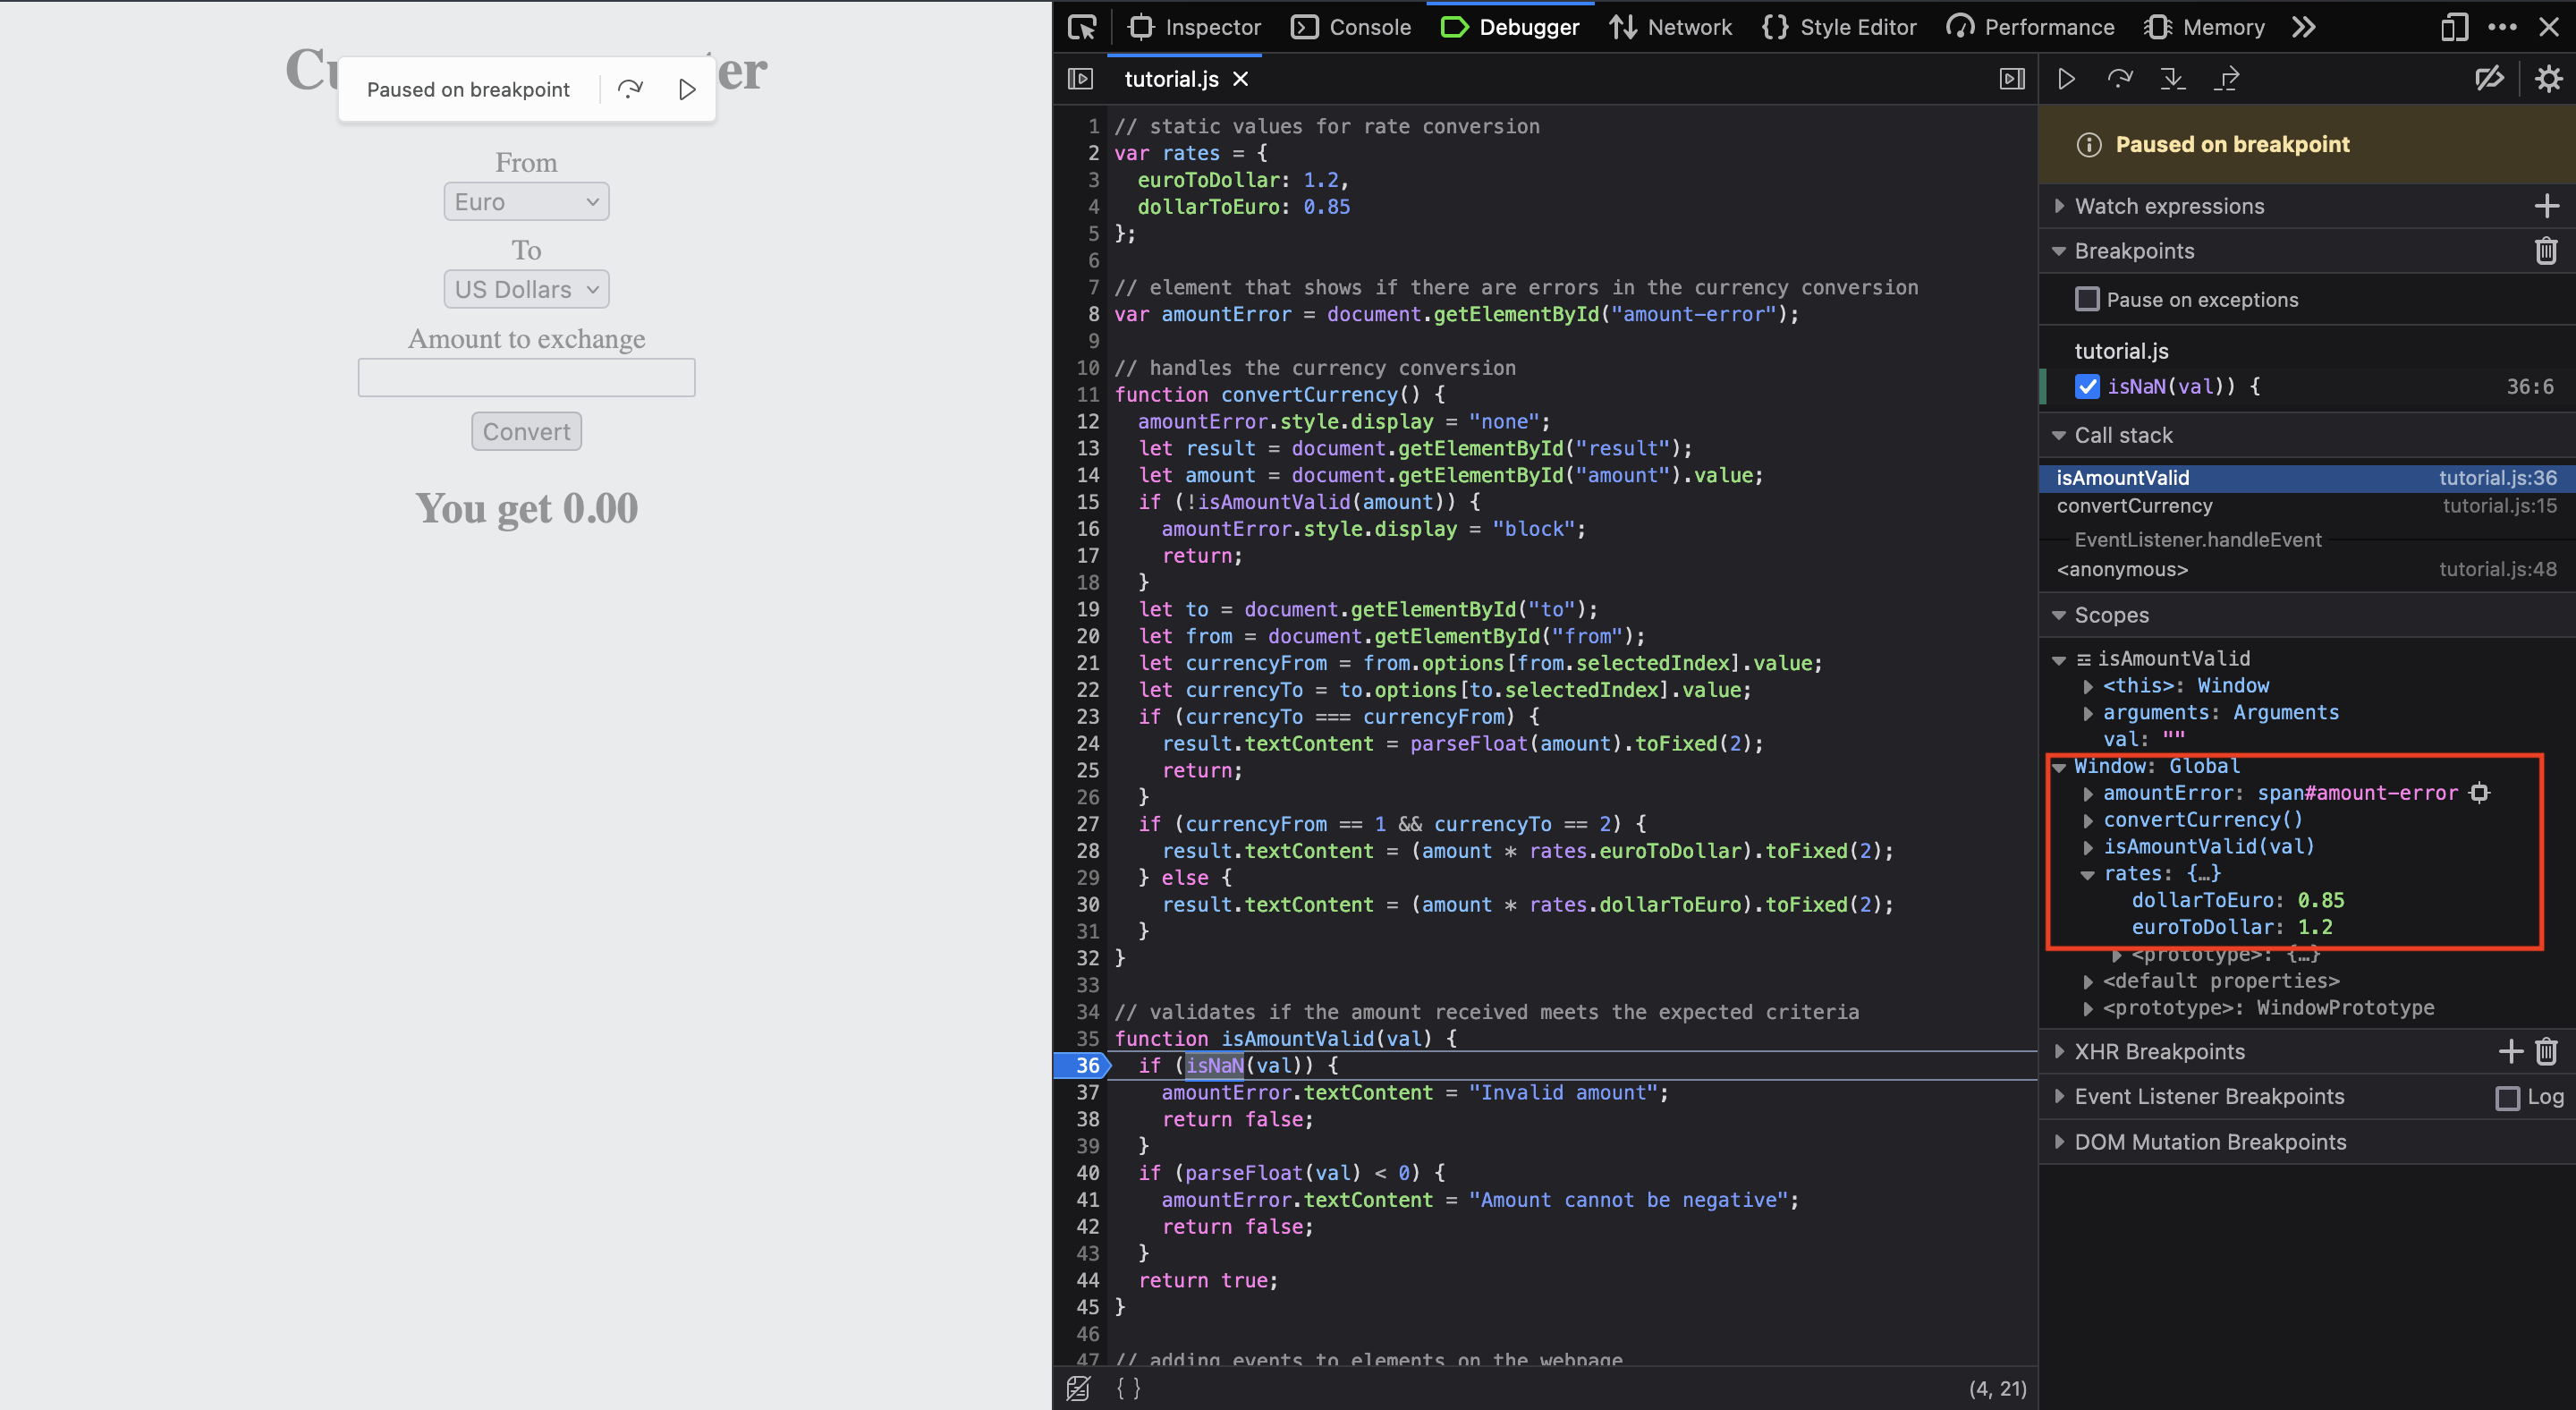 Cu
er
Paused on breakpoint
From
Euro
To
US Dollars
Amount to exchange
Convert
You get 0.00
Inspector
Console
Debugger
Network
{} Style Editor
Performance
Memory
tutorial.js
1 // static values for rate conversion
2 var rates = {
3 euroToDollar: 1.2,
4 dollarToEuro: 0.85
5 };
6
7 // element that shows if there are errors in the currency conversion
8 var amountError = document.getElementById("amount-error");
9
10 // handles the currency conversion
11 function convertCurrency() {
12 amountError.style.display = "none";
13 let result = document.getElementById("result");
14 let amount = document.getElementById("amount").value;
15 if (!isAmountValid(amount)) {
16 amountError.style.display = "block";
17 return;
18 }
19 let to = document.getElementById("to");
20 let from = document.getElementById("from");
21 let currencyFrom = from.options[from.selectedIndex].value;
22 let currencyTo = to.options[to.selectedIndex].value;
23 if (currencyTo === currencyFrom) {
24 result.textContent = parseFloat(amount).toFixed(2);
25 return;
26 }
27 if (currencyFrom == 1 && currencyTo == 2) {
28 result.textContent = (amount * rates.euroToDollar).toFixed(2);
29 } else {
30 result.textContent = (amount * rates.dollarToEuro).toFixed(2);
31 }
32 }
33
34 // validates if the amount received meets the expected criteria
35 function isAmountValid(val) {
36 if (isNaN(val)) {
37 amountError.textContent = "Invalid amount";
38 return false;
39 }
40 if (parseFloat(val) < 0) {
41 amountError.textContent = "Amount cannot be negative";
42 return false;
43 }
44 return true;
45 }
46
47 // adding events to elements on the webpage
{ }
(4, 21)
Paused on breakpoint
Watch expressions
Breakpoints
Pause on exceptions
tutorial.js
isNaN(val)) { 36:6
Call stack
isAmountValid tutorial.js:36
convertCurrency tutorial.js:15
EventListener.handleEvent
<anonymous> tutorial.js:48
Scopes
isAmountValid
<this>: Window
arguments: Arguments
val: ""
Window: Global
amountError: span#amount-error
convertCurrency()
isAmountValid(val)
rates: {…}
dollarToEuro: 0.85
euroToDollar: 1.2
<prototype>: {…}
<default properties>
<prototype>: WindowPrototype
XHR Breakpoints
Event Listener Breakpoints Log
DOM Mutation Breakpoints